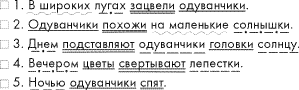 1. В широких лугах зацвели одуванчики.
2. Одуванчики похожи на маленькие солнышки.
3. Днем подставляют одуванчики головки солнцу.
4. Вечером цветы свертывают лепестки.
5. Ночью одуванчики спят.